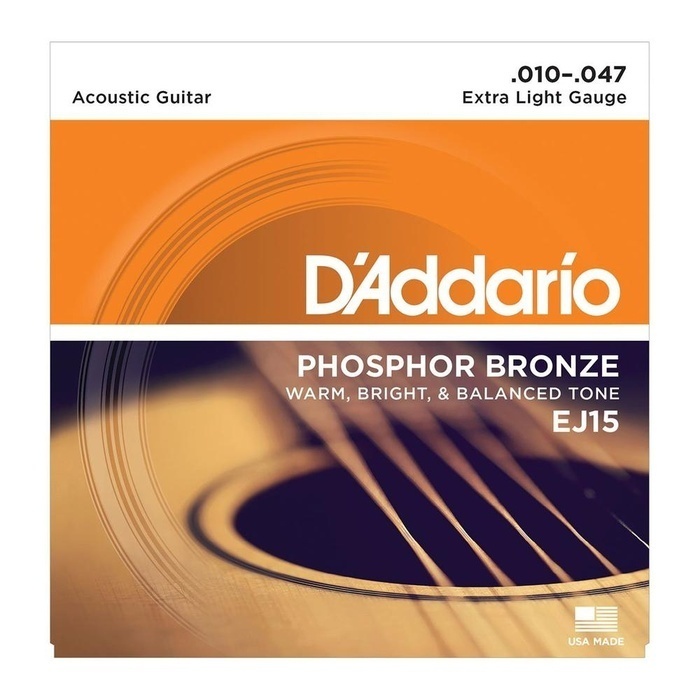 .010–.047
Acoustic Guitar
Extra Light Gauge
D'Addario
PHOSPHOR BRONZE
WARM, BRIGHT, & BALANCED TONE
EJ15
USA MADE